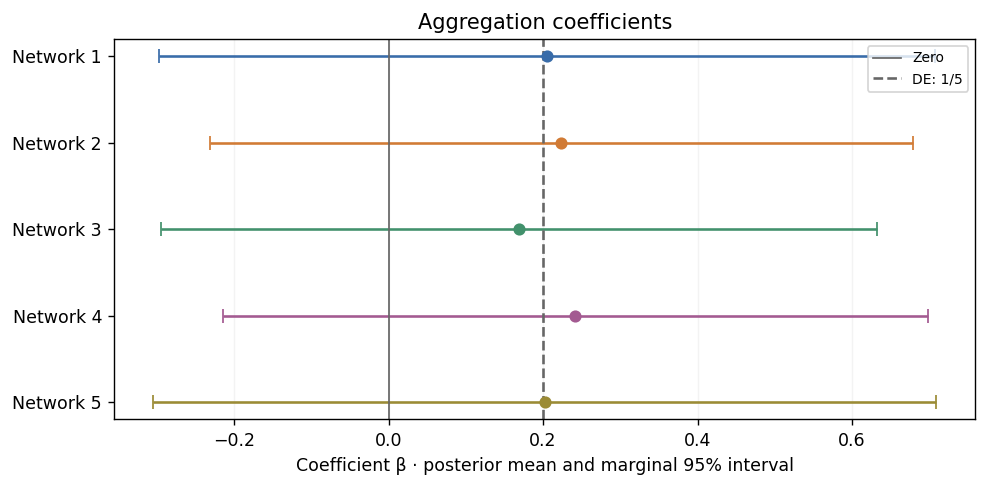 Aggregation coefficients
Network 1
Zero
DE: 1/5
Network 2
Network 3
Network 4
Network 5
−0.2 0.0 0.2 0.4 0.6
Coefficient β · posterior mean and marginal 95% interval